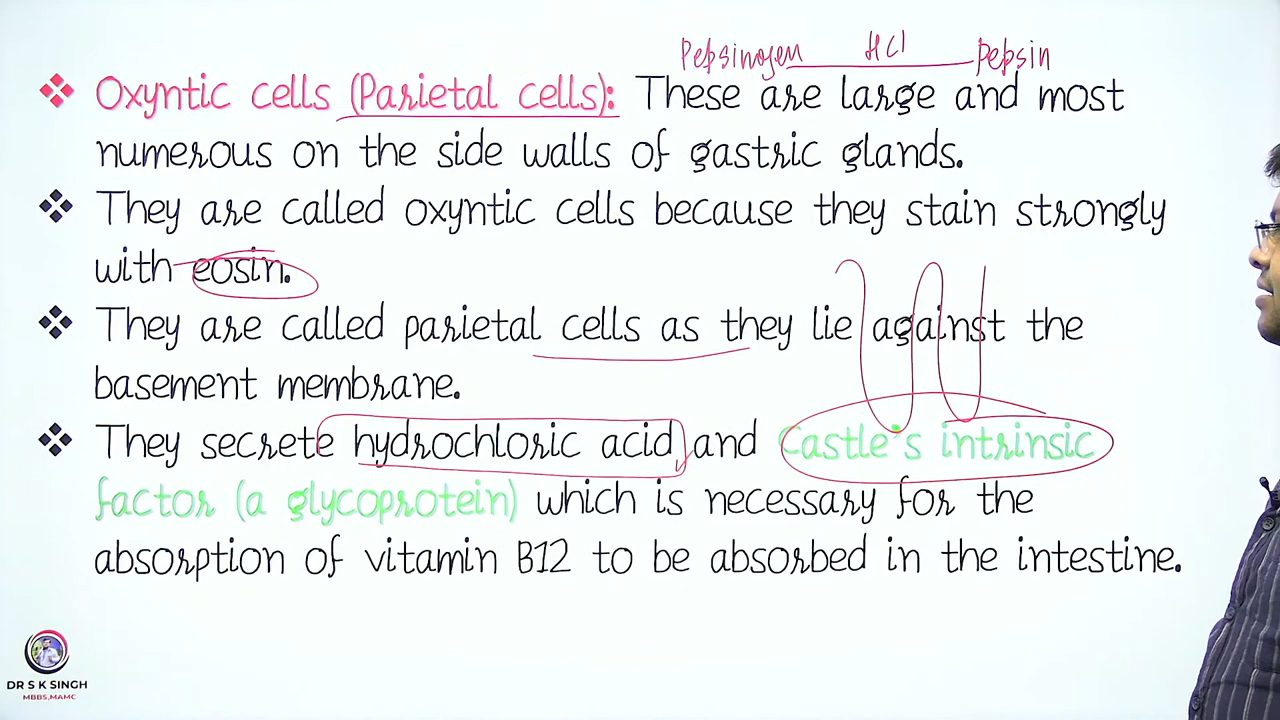 Pepsinogen HCl Pepsin
❖ Oxyntic cells (Parietal cells): These are large and most
numerous on the side walls of gastric glands.
❖ They are called oxyntic cells because they stain strongly
with eosin.
❖ They are called parietal cells as they lie against the
basement membrane.
❖ They secrete hydrochloric acid and Castle's intrinsic
factor (a glycoprotein) which is necessary for the
absorption of vitamin B12 to be absorbed in the intestine.
DR S K SINGH
MBBS,MAMC